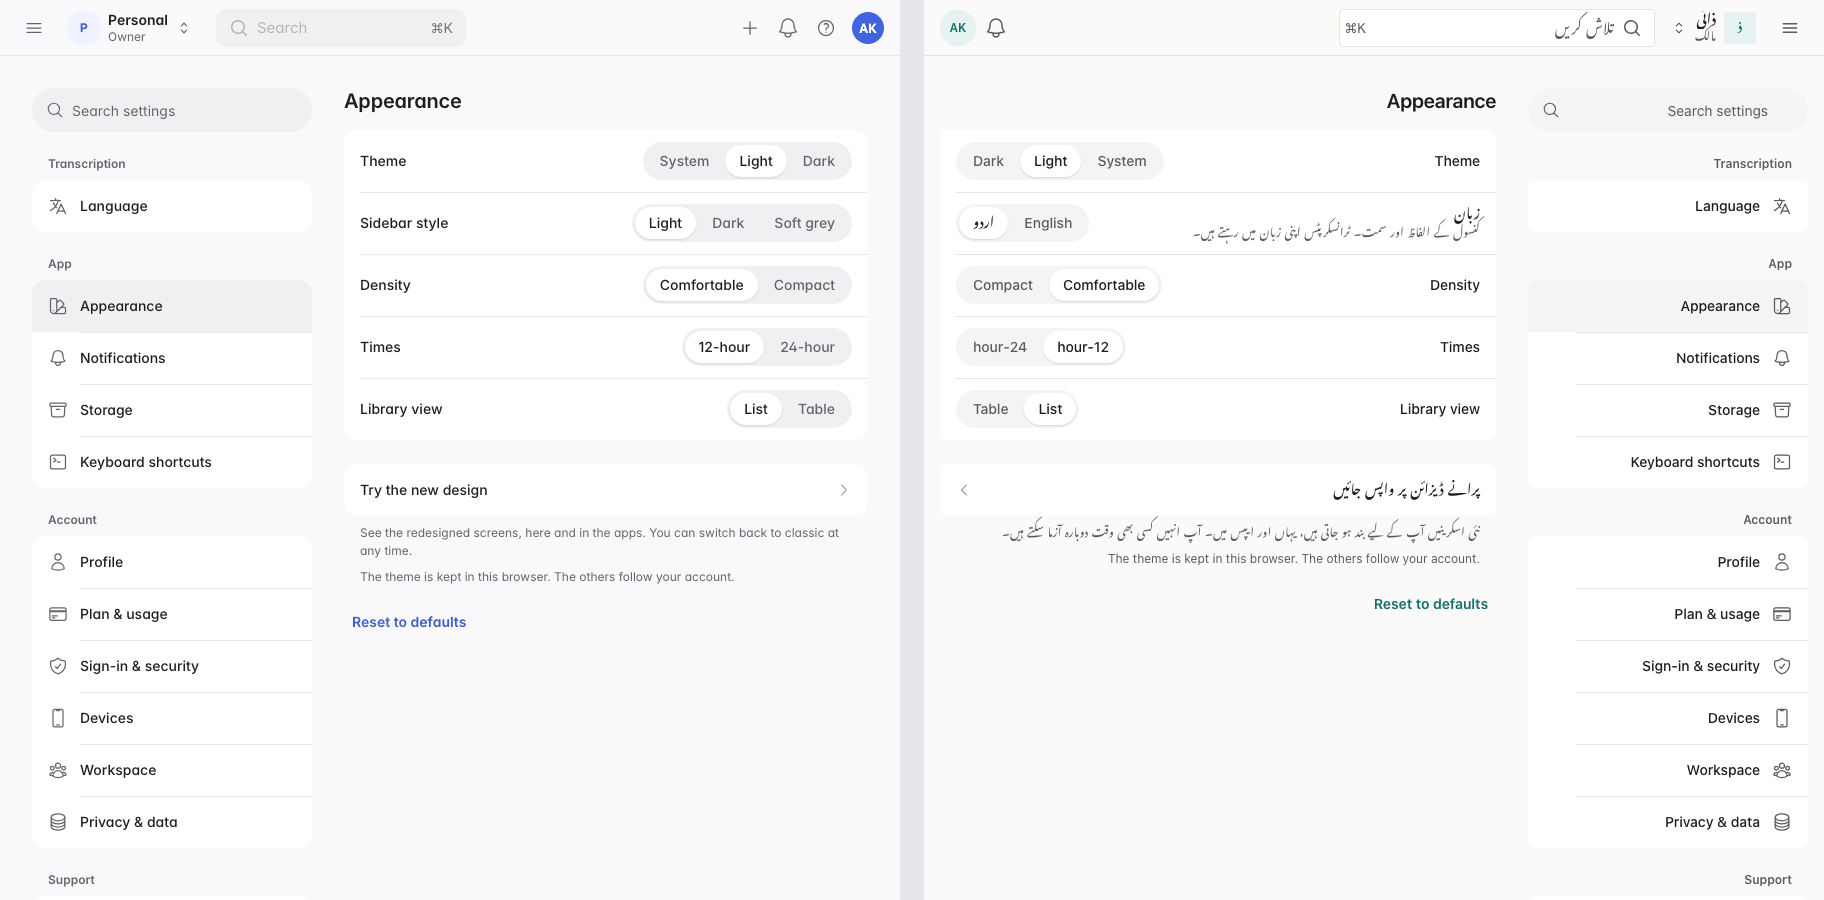 P
Personal
Owner
Search
⌘K
AK
Search settings
Transcription
Language
App
Appearance
Notifications
Storage
Keyboard shortcuts
Account
Profile
Plan & usage
Sign-in & security
Devices
Workspace
Privacy & data
Support
Appearance
Theme
System Light Dark
Sidebar style
Light Dark Soft grey
Density
Comfortable Compact
Times
12-hour 24-hour
Library view
List Table
Try the new design
See the redesigned screens, here and in the apps. You can switch back to classic at
any time.
The theme is kept in this browser. The others follow your account.
Reset to defaults
ذ
ذاتی
مالک
تلاش کریں
⌘K
AK
Search settings
Transcription
Language
App
Appearance
Notifications
Storage
Keyboard shortcuts
Account
Profile
Plan & usage
Sign-in & security
Devices
Workspace
Privacy & data
Support
Appearance
Theme
Dark Light System
زبان
کنسول کے الفاظ اور سمت۔ ٹرانسکرپٹس اپنی زبان میں رہتے ہیں۔
اردو English
Density
Compact Comfortable
Times
hour-24 hour-12
Library view
Table List
پرانے ڈیزائن پر واپس جائیں
نئی اسکرینیں آپ کے لیے بند ہو جاتی ہیں، یہاں اور ایپس میں۔ آپ انہیں کسی بھی وقت دوبارہ آزما سکتے ہیں۔
The theme is kept in this browser. The others follow your account.
Reset to defaults